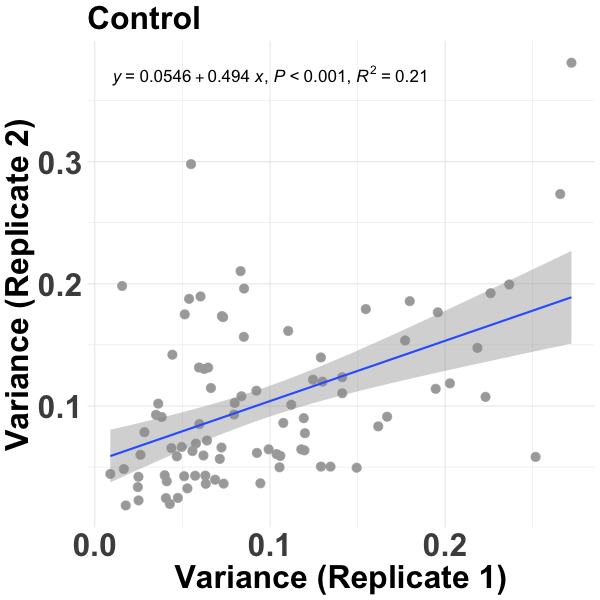 Control
y = 0.0546 + 0.494 x, P < 0.001, R² = 0.21
Variance (Replicate 2)
0.3
0.2
0.1
0.0 0.1 0.2
Variance (Replicate 1)